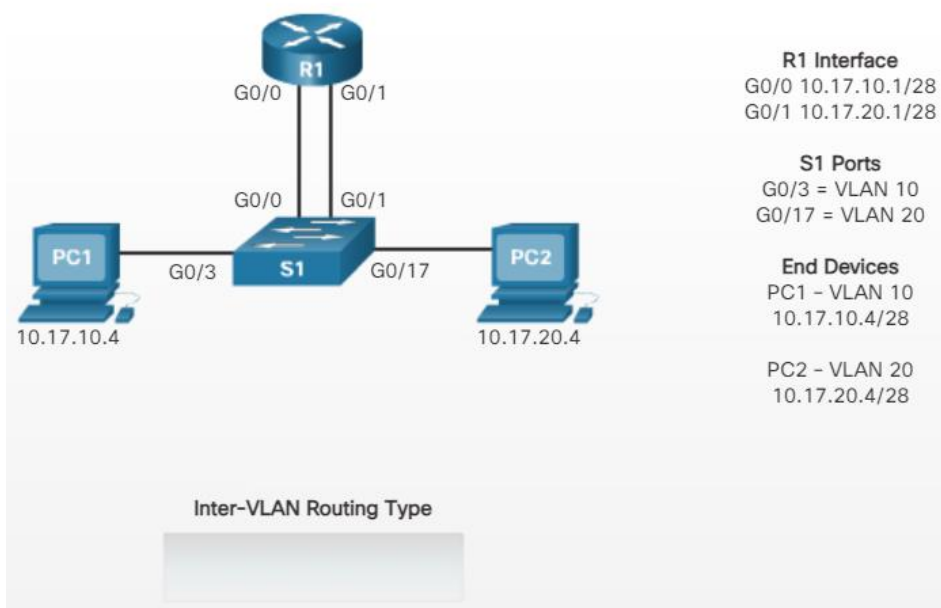 R1
G0/0 G0/1
G0/0 G0/1
PC1
G0/3
S1
G0/17
PC2
10.17.10.4
10.17.20.4
R1 Interface
G0/0 10.17.10.1/28
G0/1 10.17.20.1/28
S1 Ports
G0/3 = VLAN 10
G0/17 = VLAN 20
End Devices
PC1 - VLAN 10
10.17.10.4/28
PC2 - VLAN 20
10.17.20.4/28
Inter-VLAN Routing Type